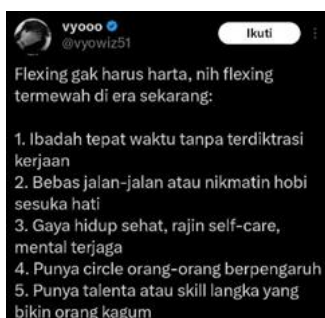 vyooo
@vyowiz51
Ikuti
Flexing gak harus harta, nih flexing
termewah di era sekarang:
1. Ibadah tepat waktu tanpa terdiktrasi
kerjaan
2. Bebas jalan-jalan atau nikmatin hobi
sesuka hati
3. Gaya hidup sehat, rajin self-care,
mental terjaga
4. Punya circle orang-orang berpengaruh
5. Punya talenta atau skill langka yang
bikin orang kagum